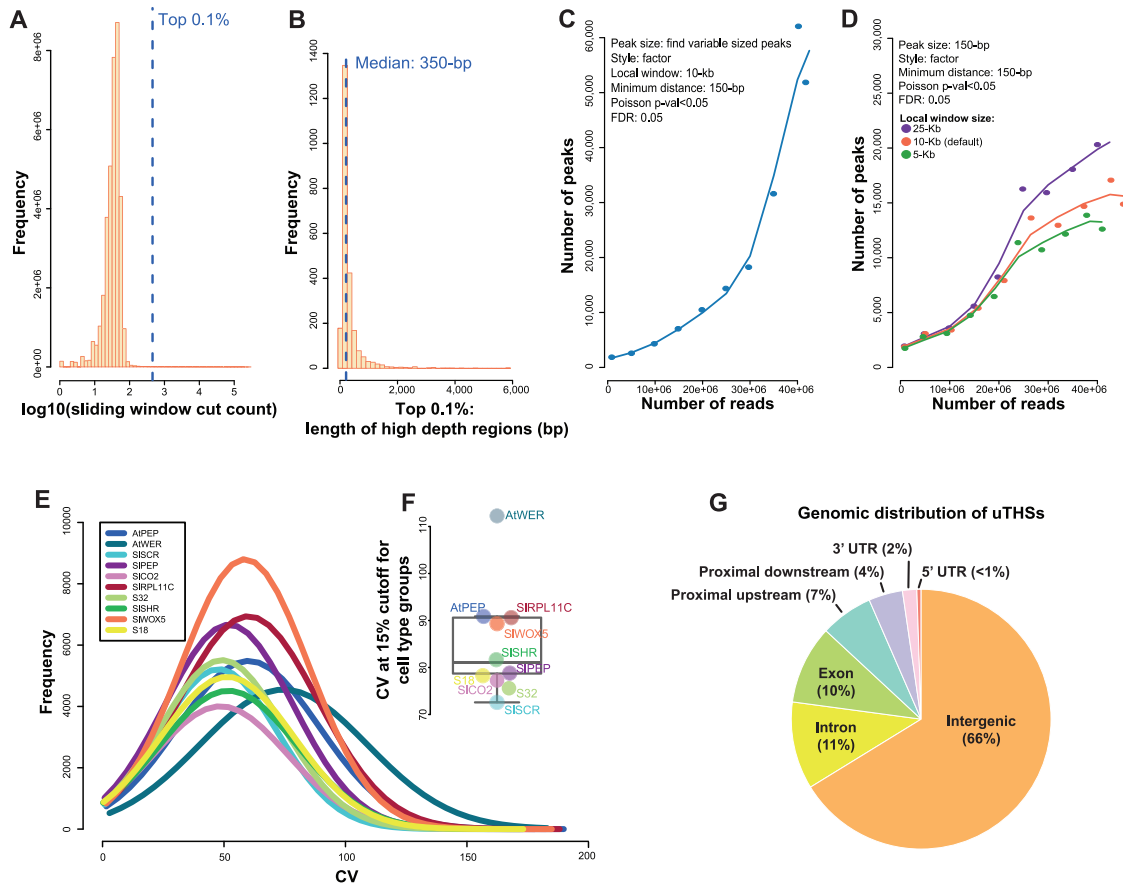 A
Top 0.1%
Frequency
0e+00
2e+06
4e+06
6e+06
8e+06
0
1
2
3
4
5
log10(sliding window cut count)
B
Median: 350-bp
Frequency
0
200
400
600
800
1000
1200
1400
0
2,000
4,000
6,000
Top 0.1%:
length of high depth regions (bp)
C
Peak size: find variable sized peaks
Style: factor
Local window: 10-kb
Minimum distance: 150-bp
Poisson p-val<0.05
FDR: 0.05
Number of peaks
0
10,000
20,000
30,000
40,000
50,000
60,000
10e+06
20e+06
30e+06
40e+06
Number of reads
D
Peak size: 150-bp
Style: factor
Minimum distance: 150-bp
Poisson p-val<0.05
FDR: 0.05
Local window size:
25-Kb
10-Kb (default)
5-Kb
Number of peaks
0
5,000
10,000
15,000
20,000
25,000
30,000
10e+06
20e+06
30e+06
40e+06
Number of reads
E
AtPEP
AtWER
SlSCR
SlPEP
SlCO2
SlRPL11C
S32
SlSHR
SlWOX5
S18
Frequency
0
2000
4000
6000
8000
10000
0
50
100
150
200
CV
F
CV at 15% cutoff for
cell type groups
70
80
90
100
110
AtWER
AtPEP
SlRPL11C
SlWOX5
SlSHR
S18
SlPEP
SlCO2
S32
SlSCR
G
Genomic distribution of uTHSs
3' UTR (2%)
Proximal downstream (4%)
5' UTR (<1%)
Proximal upstream (7%)
Exon
(10%)
Intron
(11%)
Intergenic
(66%)